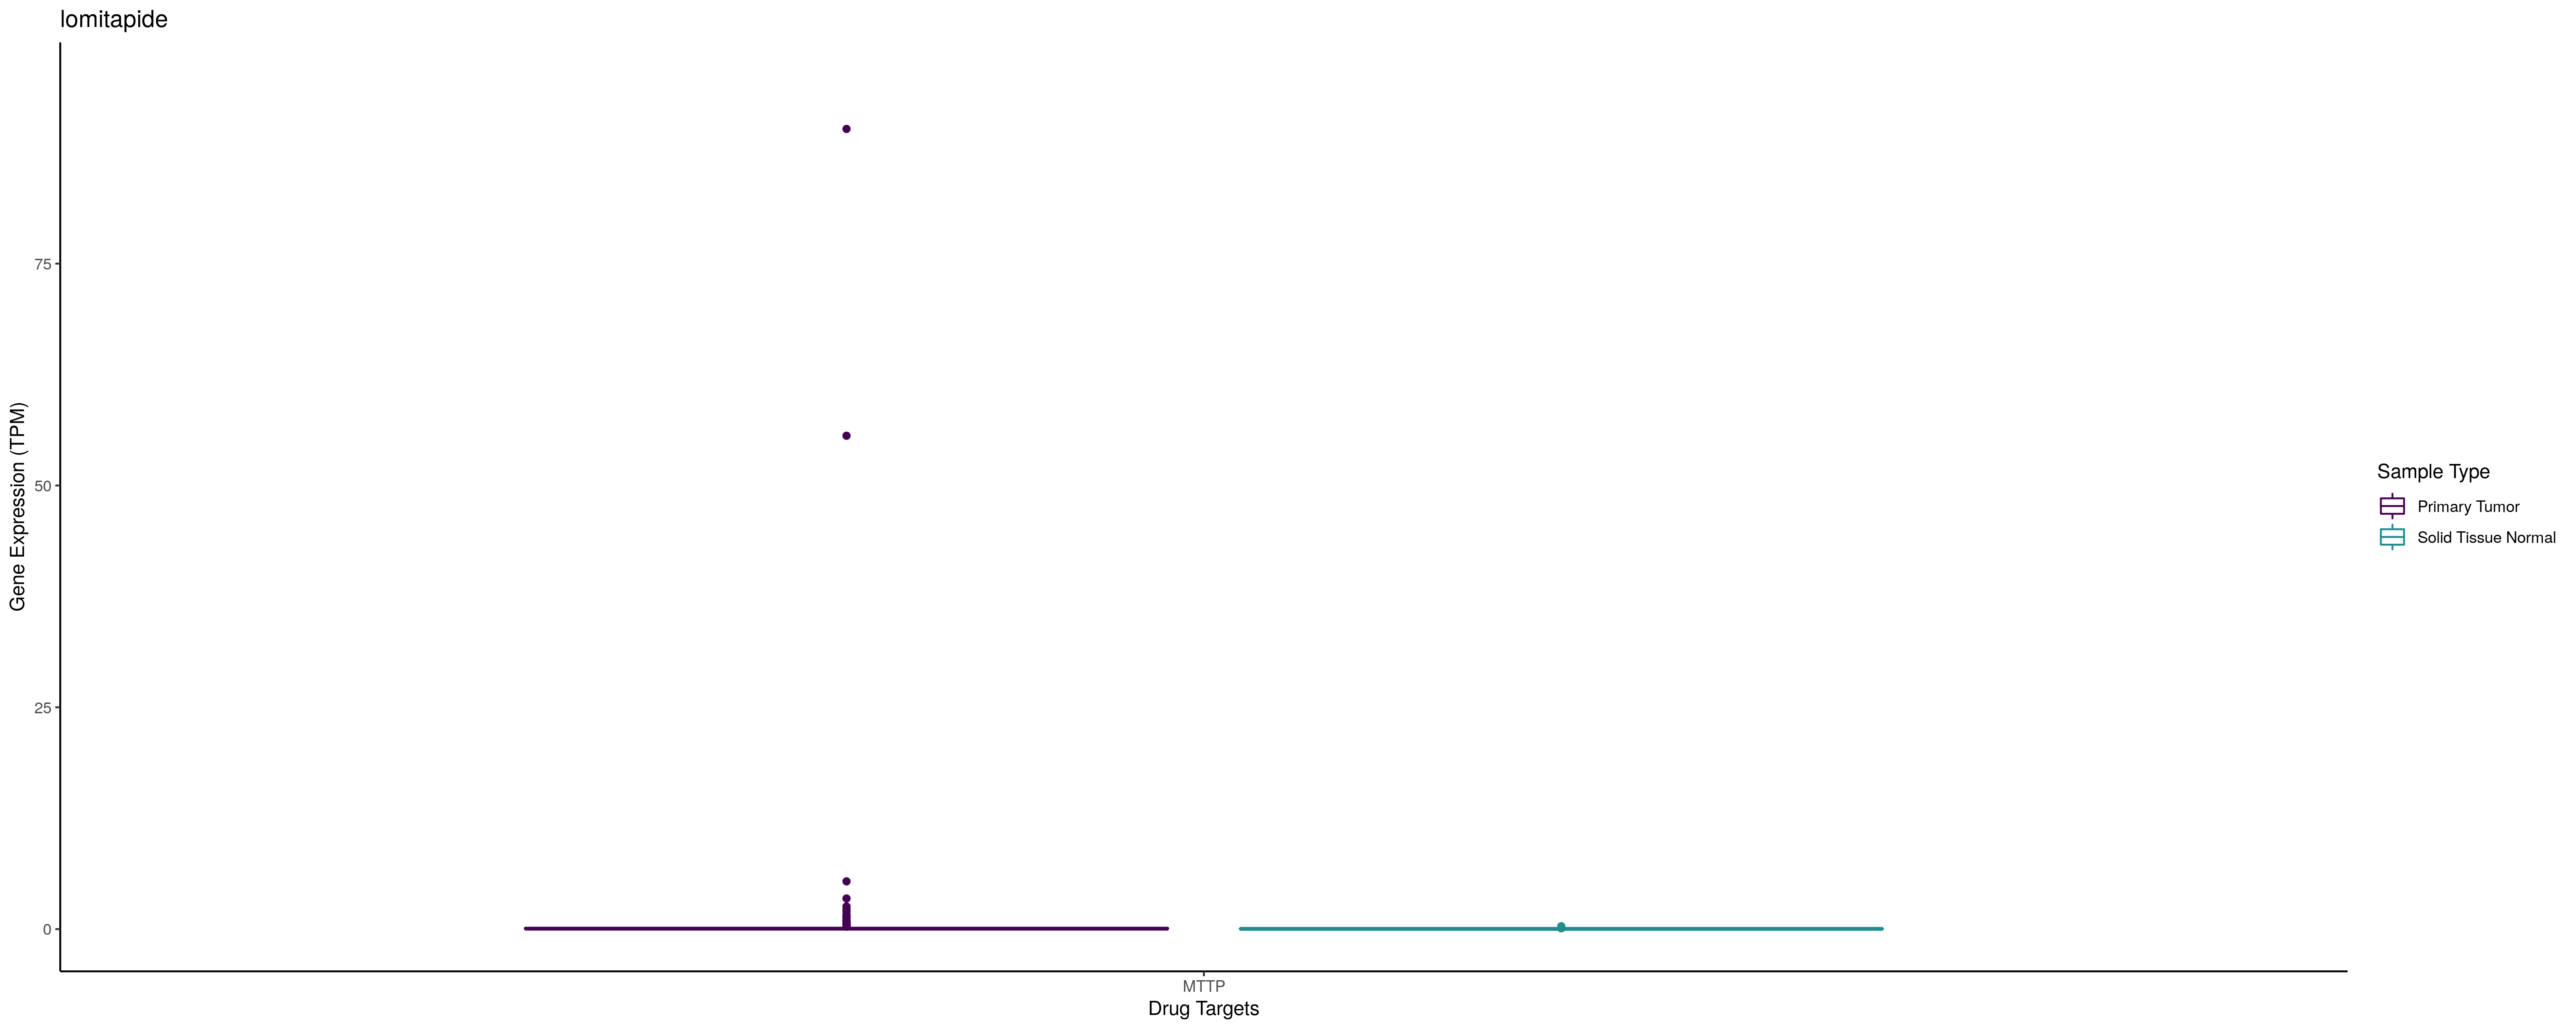 lomitapide
Gene Expression (TPM)
75
50
25
0
MTTP
Drug Targets
Sample Type
Primary Tumor
Solid Tissue Normal